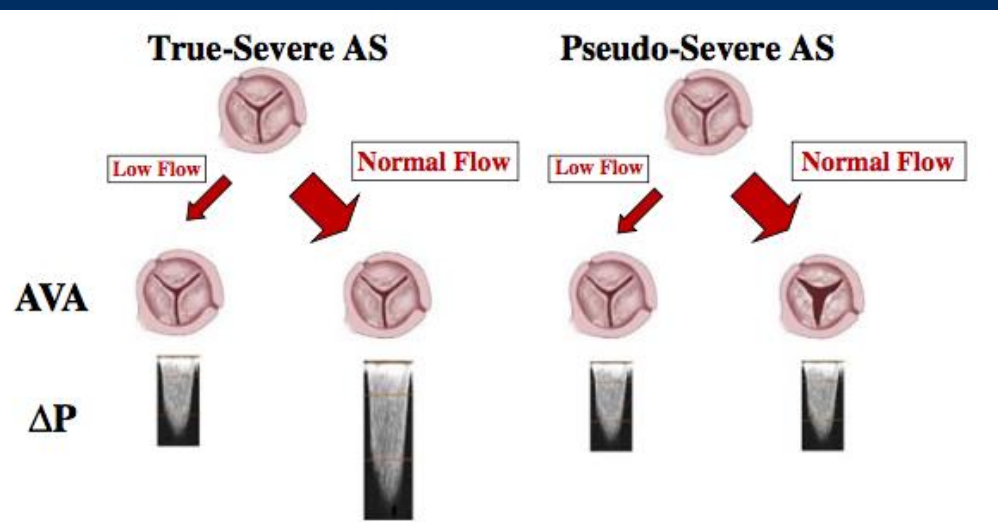 True-Severe AS
Pseudo-Severe AS
Low Flow
Normal Flow
Low Flow
Normal Flow
AVA
ΔP